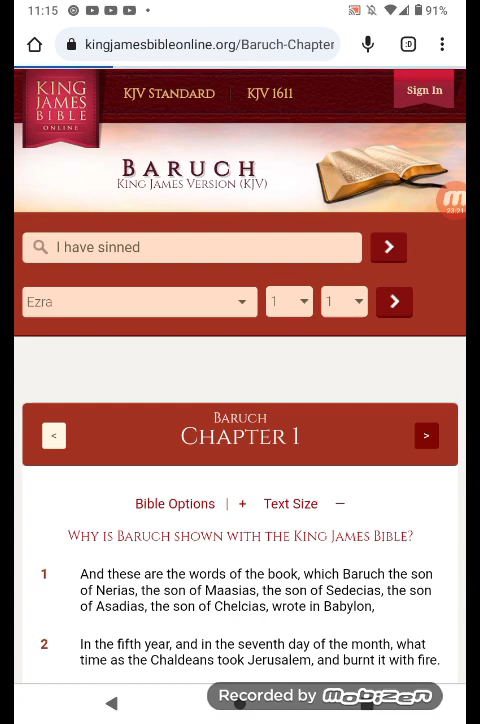 11:15
91%
kingjamesbibleonline.org/Baruch-Chapter
:D
KING
JAMES
BIBLE
ONLINE
KJV STANDARD | KJV 1611
Sign In
BARUCH
KING JAMES VERSION (KJV)
23:21
I have sinned
Ezra 1 1
BARUCH
< CHAPTER 1 >
Bible Options | + Text Size —
WHY IS BARUCH SHOWN WITH THE KING JAMES BIBLE?
1 And these are the words of the book, which Baruch the son
of Nerias, the son of Maasias, the son of Sedecias, the son
of Asadias, the son of Chelcias, wrote in Babylon,
2 In the fifth year, and in the seventh day of the month, what
time as the Chaldeans took Jerusalem, and burnt it with fire.
Recorded by mobizen